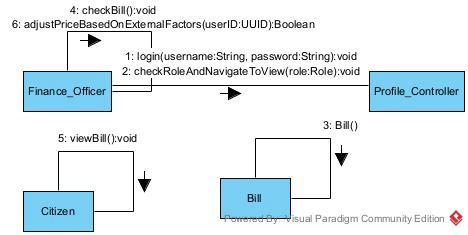 4: checkBill():void
6: adjustPriceBasedOnExternalFactors(userID:UUID):Boolean
1: login(username:String, password:String):void
2: checkRoleAndNavigateToView(role:Role):void
Finance_Officer
Profile_Controller
3: Bill()
5: viewBill():void
Citizen
Bill
Powered By Visual Paradigm Community Edition